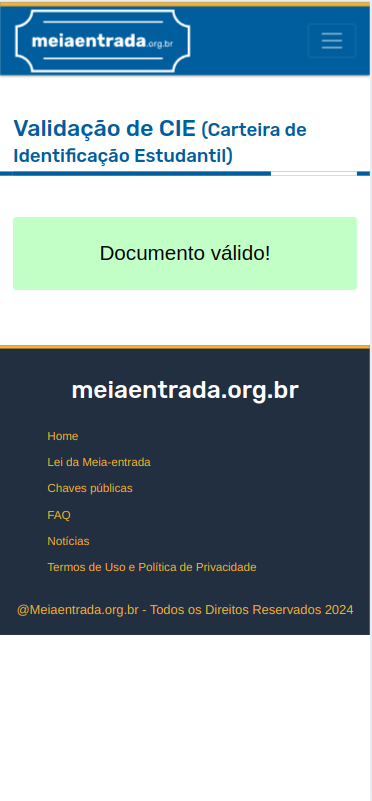 meiaentrada.org.br
Validação de CIE (Carteira de
Identificação Estudantil)
Documento válido!
meiaentrada.org.br
Home
Lei da Meia-entrada
Chaves públicas
FAQ
Notícias
Termos de Uso e Política de Privacidade
@Meiaentrada.org.br - Todos os Direitos Reservados 2024